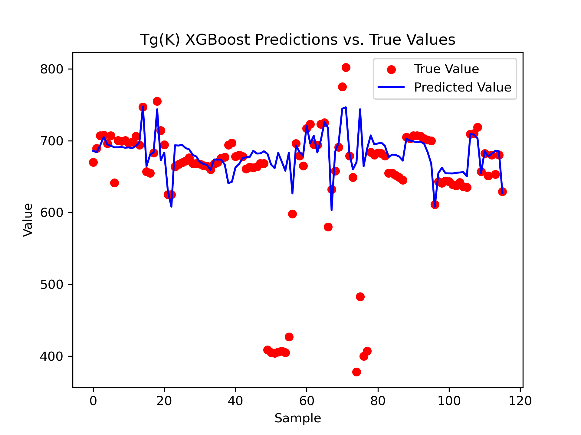 Tg(K) XGBoost Predictions vs. True Values
800
700
600
500
400
Value
True Value
Predicted Value
0
20
40
60
80
100
120
Sample